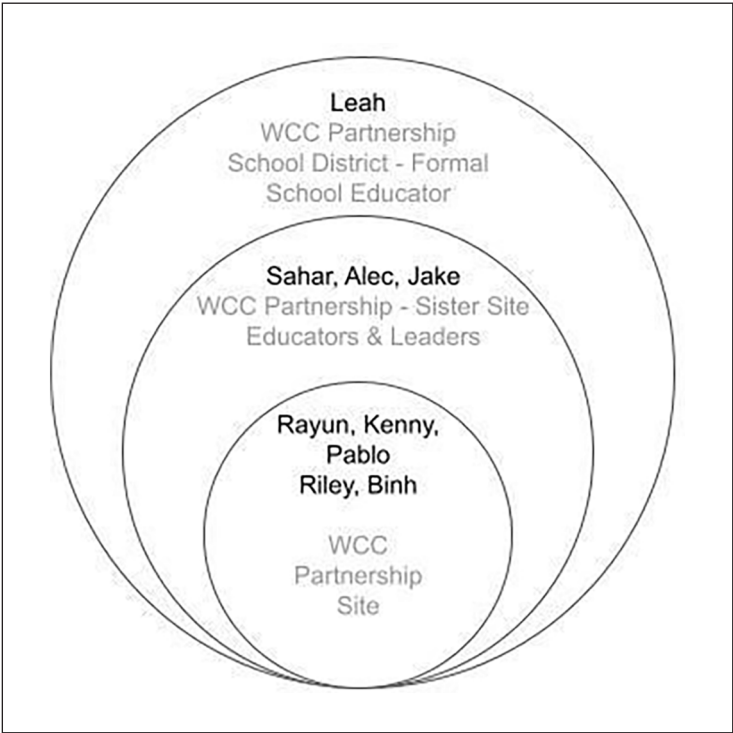 Leah
WCC Partnership
School District - Formal
School Educator
Sahar, Alec, Jake
WCC Partnership - Sister Site
Educators & Leaders
Rayun, Kenny,
Pablo
Riley, Binh
WCC
Partnership
Site